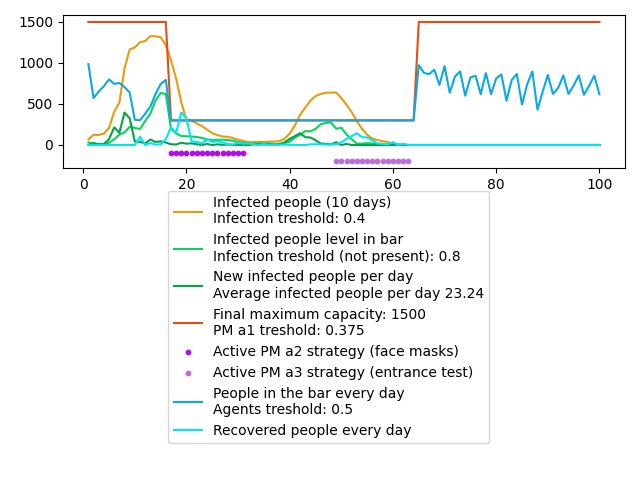 1500
1000
500
0
0 20 40 60 80 100
Infected people (10 days)
Infection treshold: 0.4
Infected people level in bar
Infection treshold (not present): 0.8
New infected people per day
Average infected people per day 23.24
Final maximum capacity: 1500
PM a1 treshold: 0.375
Active PM a2 strategy (face masks)
Active PM a3 strategy (entrance test)
People in the bar every day
Agents treshold: 0.5
Recovered people every day